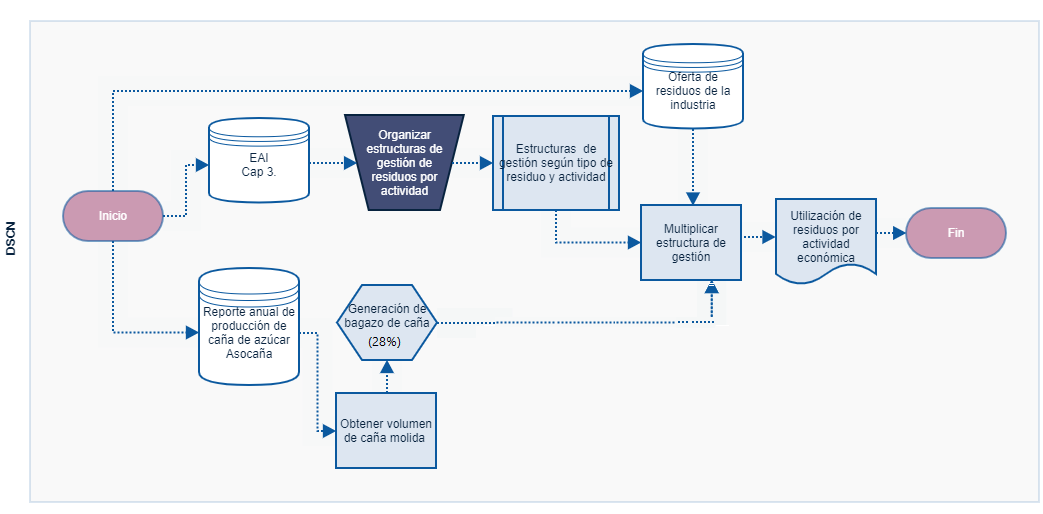 DSCN
Inicio
Oferta de
residuos de la
industria
EAI
Cap 3.
Organizar
estructuras de
gestión de
residuos por
actividad
Estructuras de
gestión según tipo de
residuo y actividad
Multiplicar
estructura de
gestión
Utilización de
residuos por
actividad
económica
Fin
Reporte anual de
producción de
caña de azúcar
Asocaña
Generación de
bagazo de caña
(28%)
Obtener volumen
de caña molida